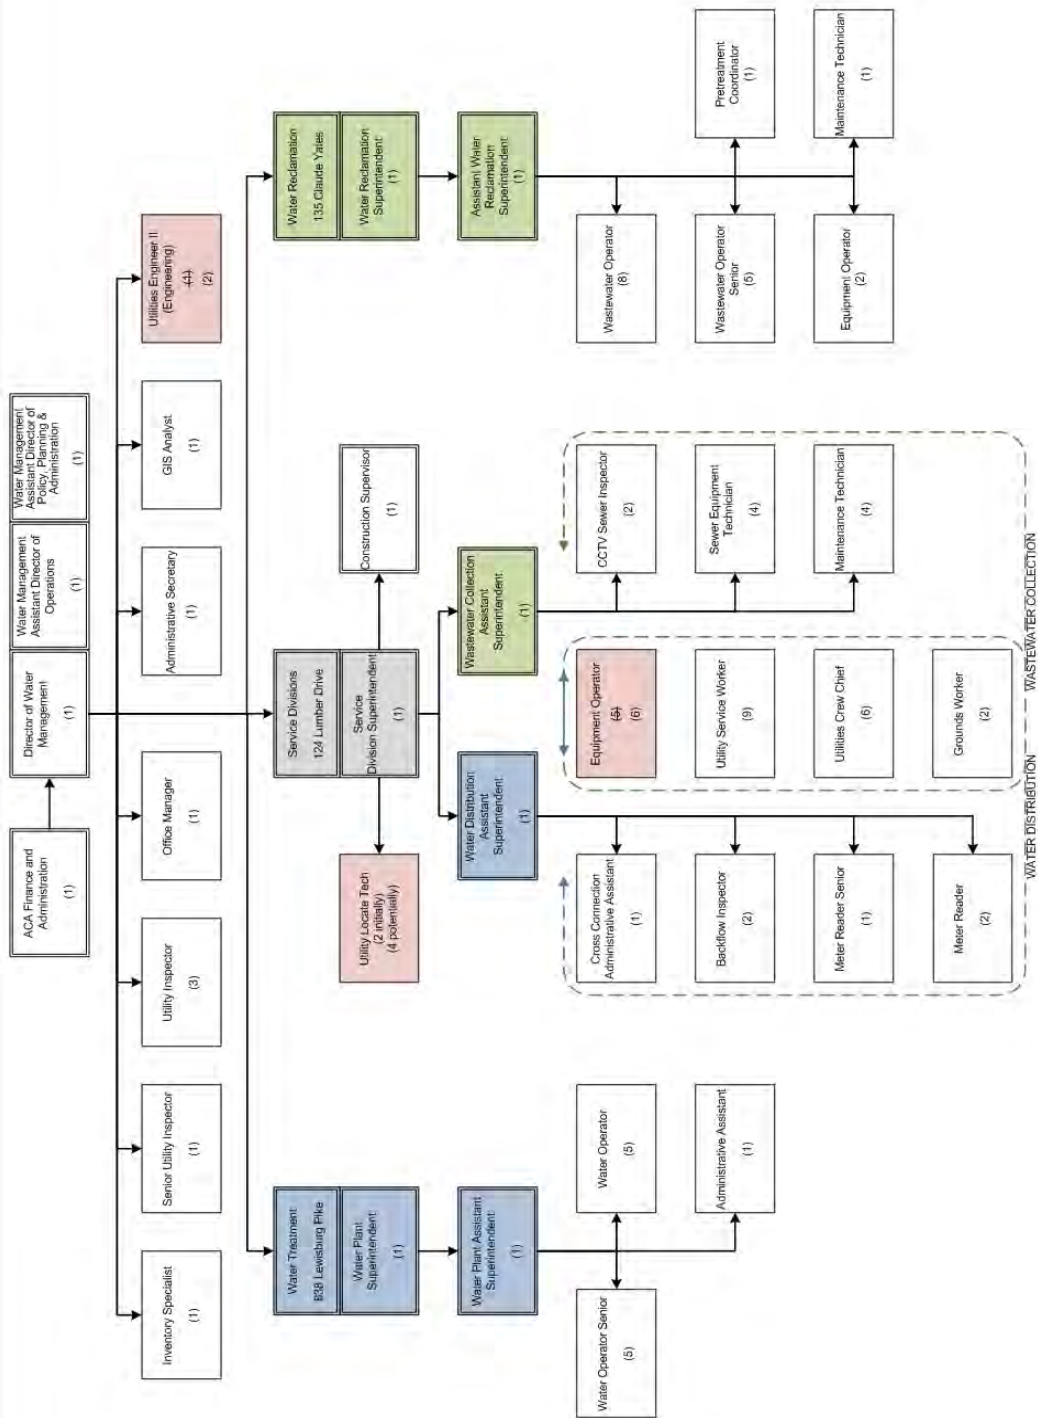 ACA Finance and
Administration
(1)
Director of Water
Management
(1)
Water Management
Assistant Director of
Operations
(1)
Water Management
Assistant Director of
Policy, Planning &
Administration
(1)
Inventory Specialist
(1)
Senior Utility Inspector
(1)
Utility Inspector
(3)
Office Manager
(1)
Administrative Secretary
(1)
GIS Analyst
(1)
Utilities Engineer II
(Engineering)
(1)
(2)
Water Treatment
838 Lewisburg Pike
Water Plant
Superintendent
(1)
Water Plant Assistant
Superintendent
(1)
Water Operator Senior
(5)
Water Operator
(5)
Administrative Assistant
(1)
Service Divisions
124 Lumber Drive
Service
Division Superintendent
(1)
Utility Locate Tech
(2 initially)
(4 potentially)
Construction Supervisor
(1)
Water Distribution
Assistant
Superintendent
(1)
Wastewater Collection
Assistant
Superintendent
(1)
Cross Connection
Administrative Assistant
(1)
Backflow Inspector
(2)
Meter Reader Senior
(1)
Meter Reader
(2)
Equipment Operator
(5)
(6)
Utility Service Worker
(9)
Utilities Crew Chief
(6)
Grounds Worker
(2)
CCTV Sewer Inspector
(2)
Sewer Equipment
Technician
(4)
Maintenance Technician
(4)
WATER DISTRIBUTION
WASTEWATER COLLECTION
Water Reclamation
135 Claude Yates
Water Reclamation
Superintendent
(1)
Assistant Water
Reclamation
Superintendent
(1)
Wastewater Operator
(8)
Wastewater Operator
Senior
(5)
Equipment Operator
(2)
Pretreatment
Coordinator
(1)
Maintenance Technician
(1)